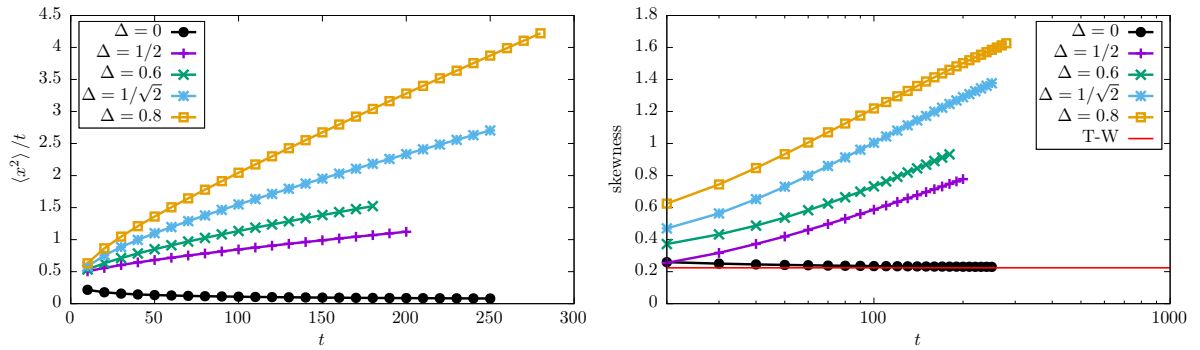 4.5
4
3.5
3
2.5
2
1.5
1
0.5
0
⟨x²⟩/t
0 50 100 150 200 250 300
t
Δ = 0
Δ = 1/2
Δ = 0.6
Δ = 1/√2
Δ = 0.8
1.8
1.6
1.4
1.2
1
0.8
0.6
0.4
0.2
0
skewness
100 1000
t
Δ = 0
Δ = 1/2
Δ = 0.6
Δ = 1/√2
Δ = 0.8
T-W